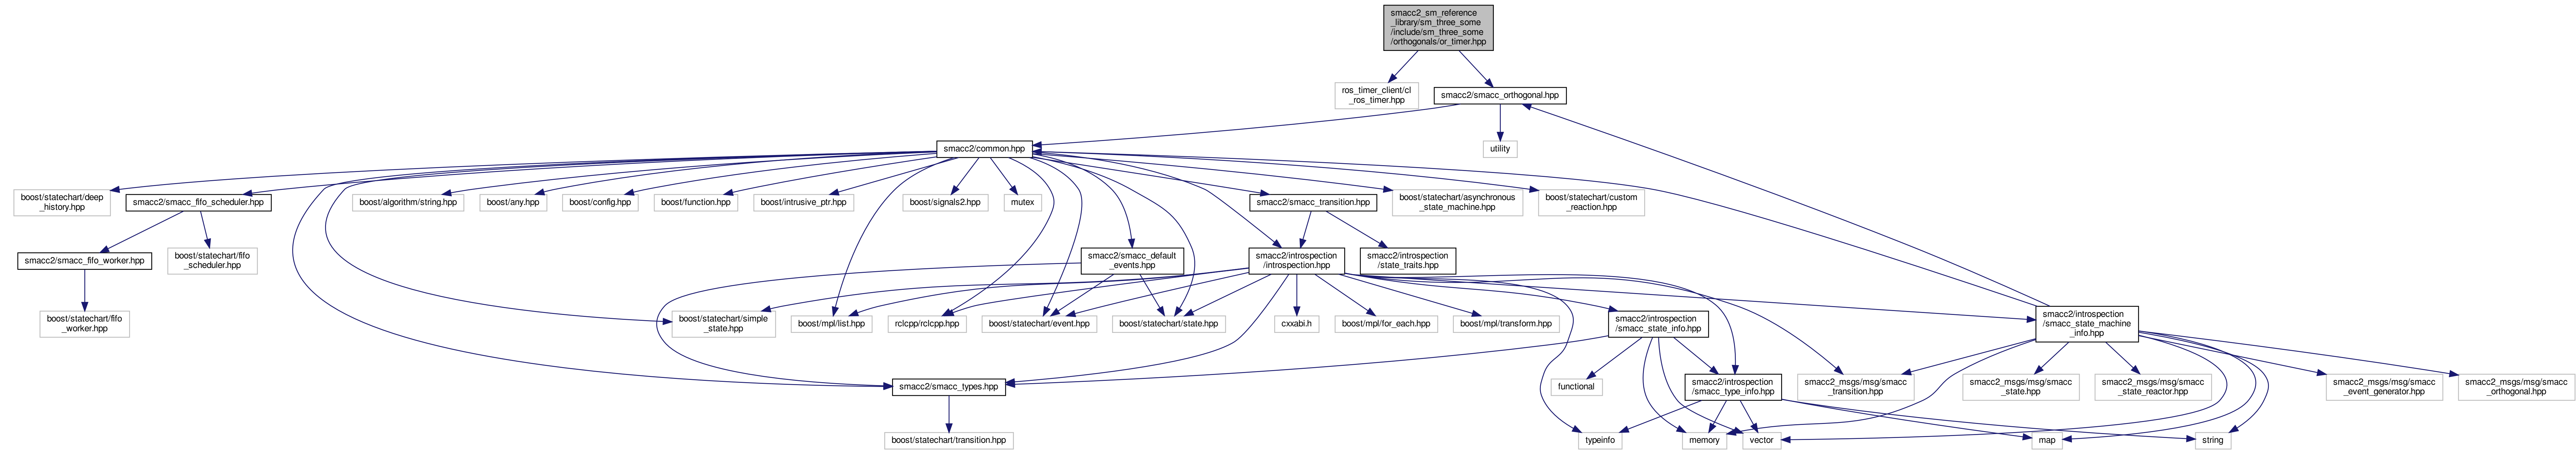 smacc2_sm_reference
_library/sm_three_some
/include/sm_three_some
/orthogonals/or_timer.hpp
ros_timer_client/cl
_ros_timer.hpp
smacc2/smacc_orthogonal.hpp
smacc2/common.hpp
utility
boost/statechart/deep
_history.hpp
smacc2/smacc_fifo_scheduler.hpp
boost/algorithm/string.hpp
boost/any.hpp
boost/config.hpp
boost/function.hpp
boost/intrusive_ptr.hpp
boost/signals2.hpp
mutex
smacc2/smacc_transition.hpp
boost/statechart/asynchronous
_state_machine.hpp
boost/statechart/custom
_reaction.hpp
smacc2/smacc_fifo_worker.hpp
boost/statechart/fifo
_scheduler.hpp
smacc2/smacc_default
_events.hpp
smacc2/introspection
/introspection.hpp
smacc2/introspection
/state_traits.hpp
boost/statechart/fifo
_worker.hpp
boost/statechart/simple
_state.hpp
boost/mpl/list.hpp
rclcpp/rclcpp.hpp
boost/statechart/event.hpp
boost/statechart/state.hpp
cxxabi.h
boost/mpl/for_each.hpp
boost/mpl/transform.hpp
smacc2/introspection
/smacc_state_info.hpp
smacc2/introspection
/smacc_state_machine
_info.hpp
smacc2/smacc_types.hpp
functional
smacc2/introspection
/smacc_type_info.hpp
smacc2_msgs/msg/smacc
_transition.hpp
smacc2_msgs/msg/smacc
_state.hpp
smacc2_msgs/msg/smacc
_state_reactor.hpp
smacc2_msgs/msg/smacc
_event_generator.hpp
smacc2_msgs/msg/smacc
_orthogonal.hpp
boost/statechart/transition.hpp
typeinfo
memory
vector
map
string